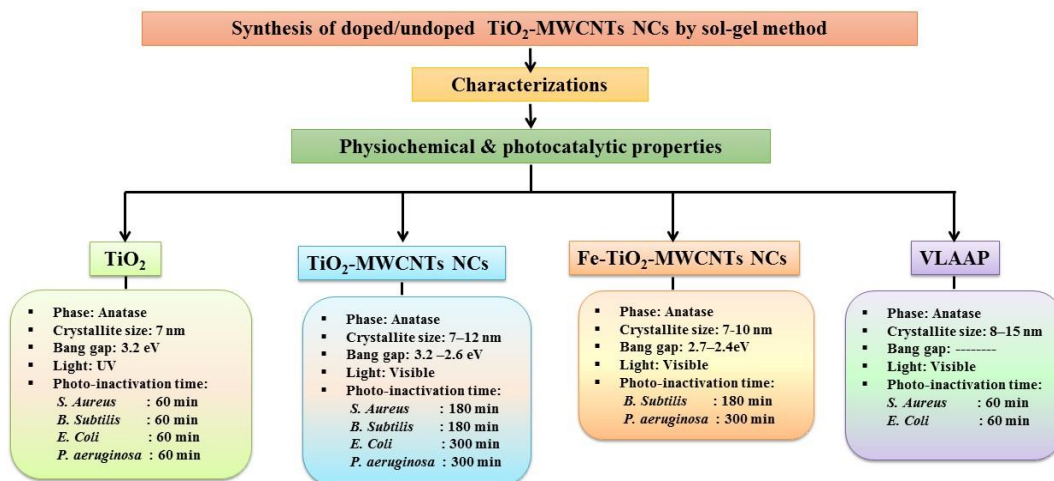 Synthesis of doped/undoped TiO₂-MWCNTs NCs by sol-gel method
Characterizations
Physiochemical & photocatalytic properties
TiO₂
▪ Phase: Anatase
▪ Crystallite size: 7 nm
▪ Bang gap: 3.2 eV
▪ Light: UV
▪ Photo-inactivation time:
S. Aureus : 60 min
B. Subtilis : 60 min
E. Coli : 60 min
P. aeruginosa : 60 min
TiO₂-MWCNTs NCs
▪ Phase: Anatase
▪ Crystallite size: 7–12 nm
▪ Bang gap: 3.2 –2.6 eV
▪ Light: Visible
▪ Photo-inactivation time:
S. Aureus : 180 min
B. Subtilis : 180 min
E. Coli : 300 min
P. aeruginosa : 300 min
Fe-TiO₂-MWCNTs NCs
▪ Phase: Anatase
▪ Crystallite size: 7-10 nm
▪ Bang gap: 2.7–2.4eV
▪ Light: Visible
▪ Photo-inactivation time:
B. Subtilis : 180 min
P. aeruginosa : 300 min
VLAAP
▪ Phase: Anatase
▪ Crystallite size: 8–15 nm
▪ Bang gap: --------
▪ Light: Visible
▪ Photo-inactivation time:
S. Aureus : 60 min
E. Coli : 60 min